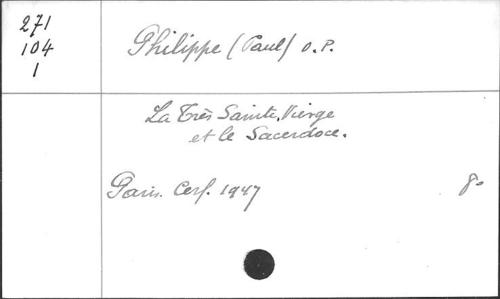 271
104
1
Philippe (Paul) O.P.
La Très Sainte Vierge
et le Sacerdoce.
Paris. Cerf. 1947 8°